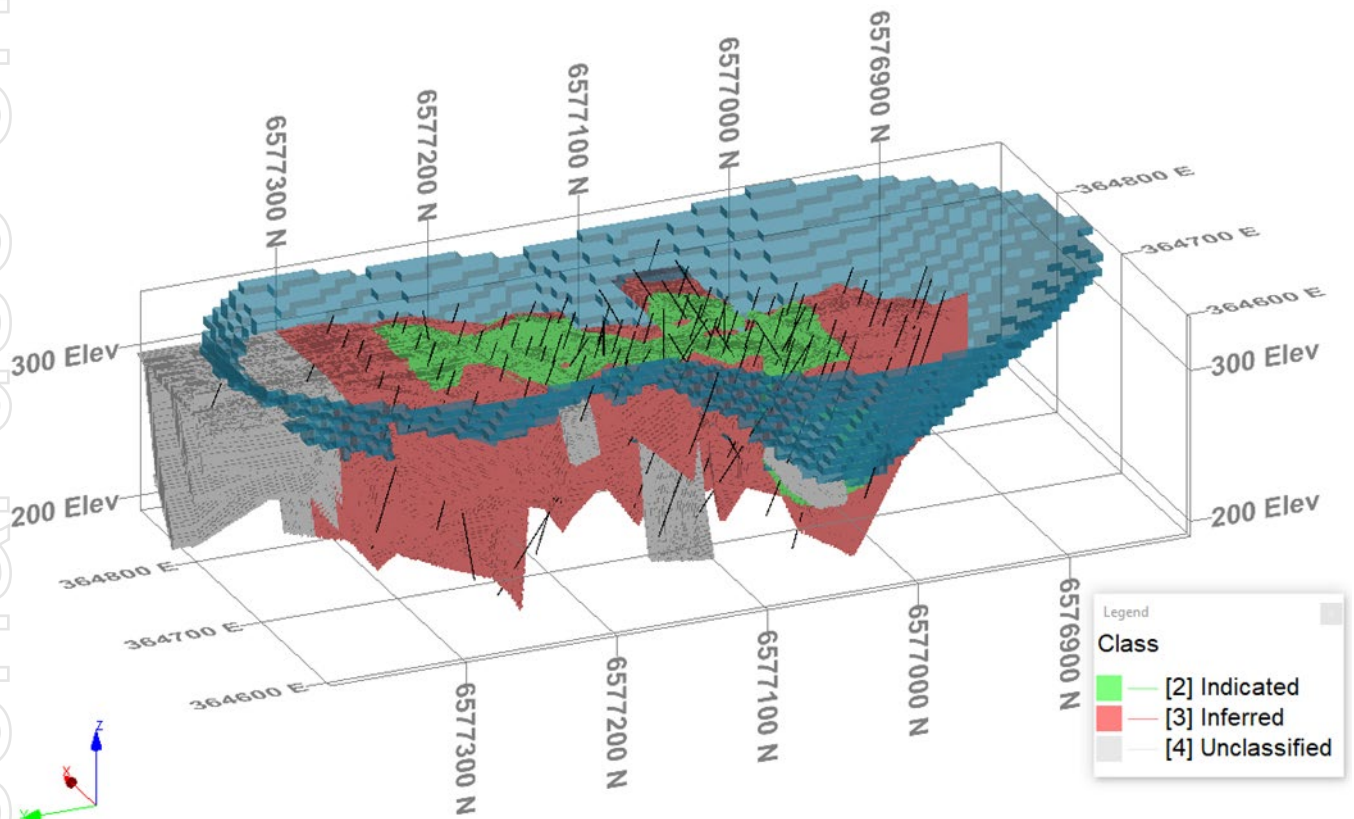 6577300 N
6577200 N
6577100 N
6577000 N
6576900 N
364800 E
364700 E
364600 E
300 Elev
200 Elev
300 Elev
200 Elev
364800 E
364700 E
364600 E
6577300 N
6577200 N
6577100 N
6577000 N
6576900 N
Legend
Class
[2] Indicated
[3] Inferred
[4] Unclassified
Z
X
Y